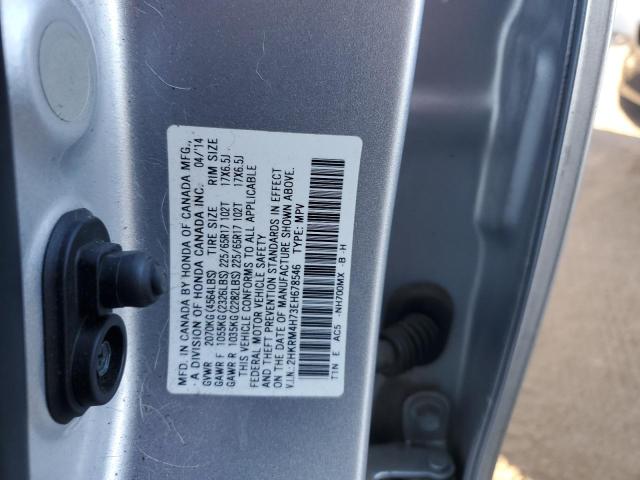 MFD. IN CANADA BY HONDA OF CANADA MFG.,
A DIVISION OF HONDA CANADA INC. 04/'14
GVWR 2070KG(4564LBS) TIRE SIZE RIM SIZE
GAWR F 1055KG(2326LBS) 225/65R17 102T 17X6.5J
GAWR R 1035KG(2282LBS) 225/65R17 102T 17X6.5J
THIS VEHICLE CONFORMS TO ALL APPLICABLE
FEDERAL MOTOR VEHICLE SAFETY
AND THEFT PREVENTION STANDARDS IN EFFECT
ON THE DATE OF MANUFACTURE SHOWN ABOVE.
V.I.N.: 2HKRM4H73EH678546 TYPE: MPV
T1N E AC5 -NH700MX -B -H